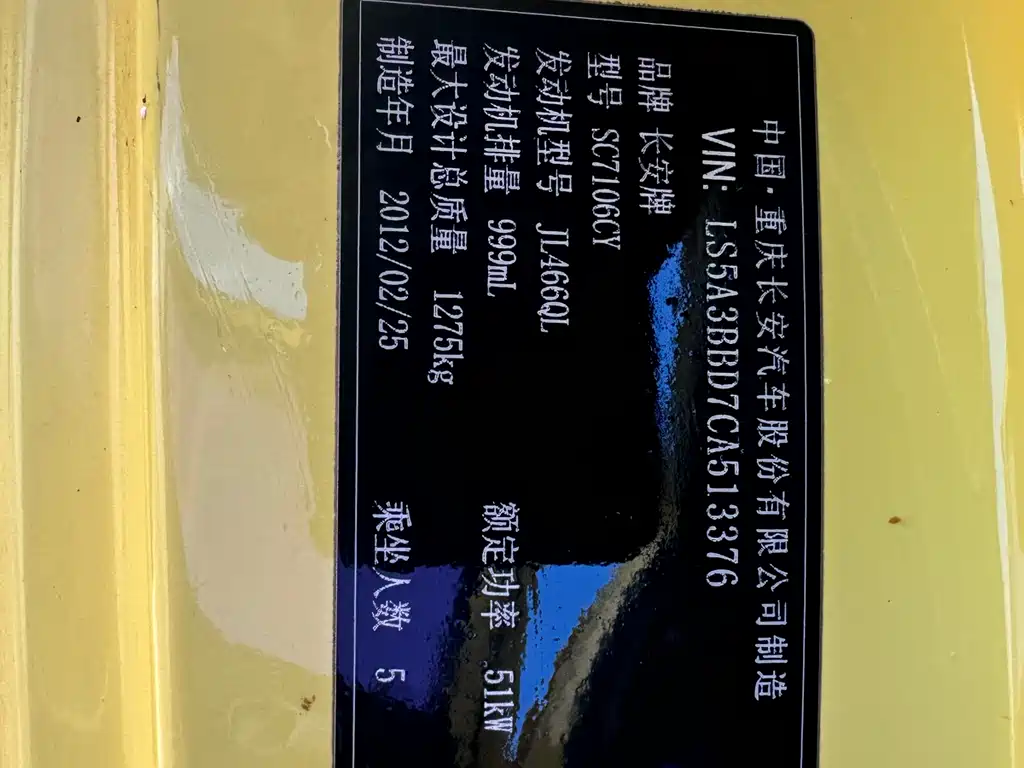 中国·重庆长安汽车股份有限公司制造
VIN: LS5A3BBD7CA513376
品牌 长安牌
型号 SC7106CY
发动机型号 JL466QL
发动机排量 999mL 额定功率 51kW
最大设计总质量 1275kg
制造年月 2012/02/25 乘坐人数 5